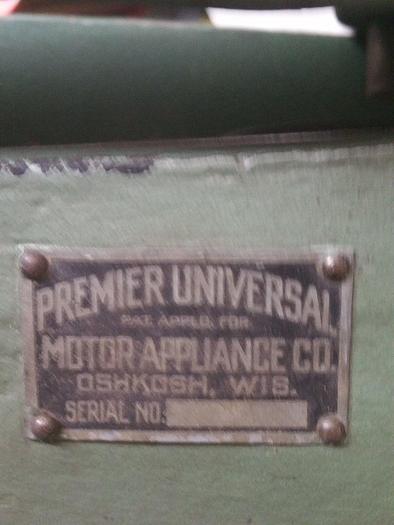 PREMIER UNIVERSAL
PAT. APPLD. FOR
MOTOR APPLIANCE CO.
OSHKOSH, WIS.
SERIAL NO.